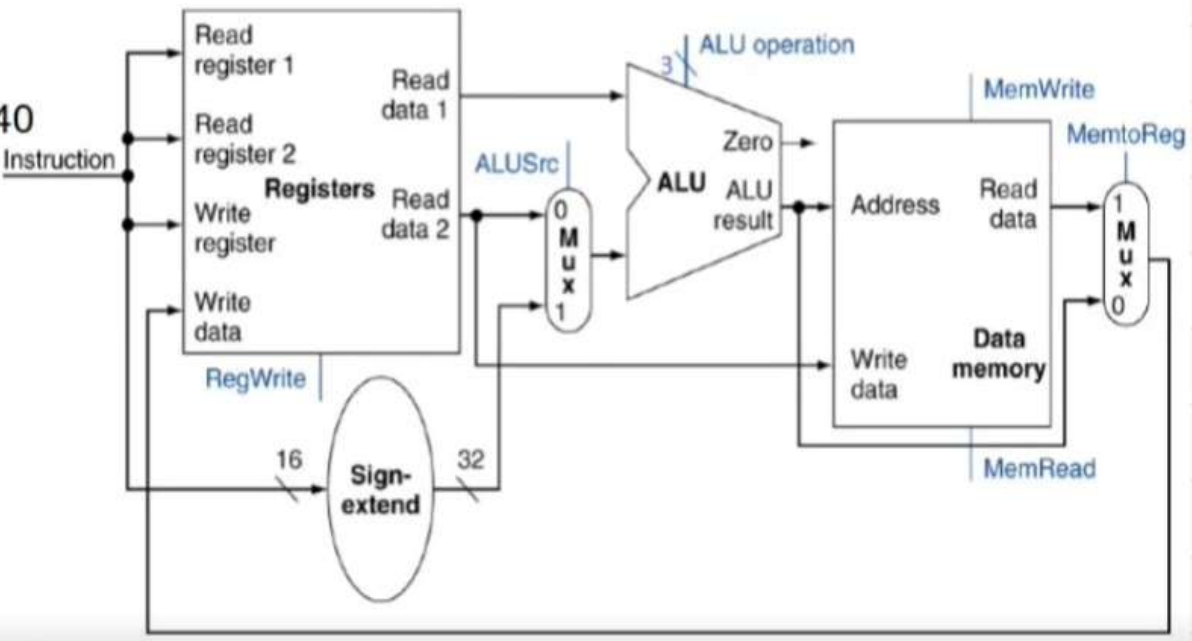 40
Instruction
Read
register 1
Read
register 2
Write
register
Write
data
Registers
Read
data 1
Read
data 2
RegWrite
16
Sign-
extend
32
ALUSrc
0
M
u
x
1
3
ALU operation
Zero
ALU
ALU
result
MemWrite
Address
Read
data
Write
data
Data
memory
MemRead
MemtoReg
1
M
u
x
0